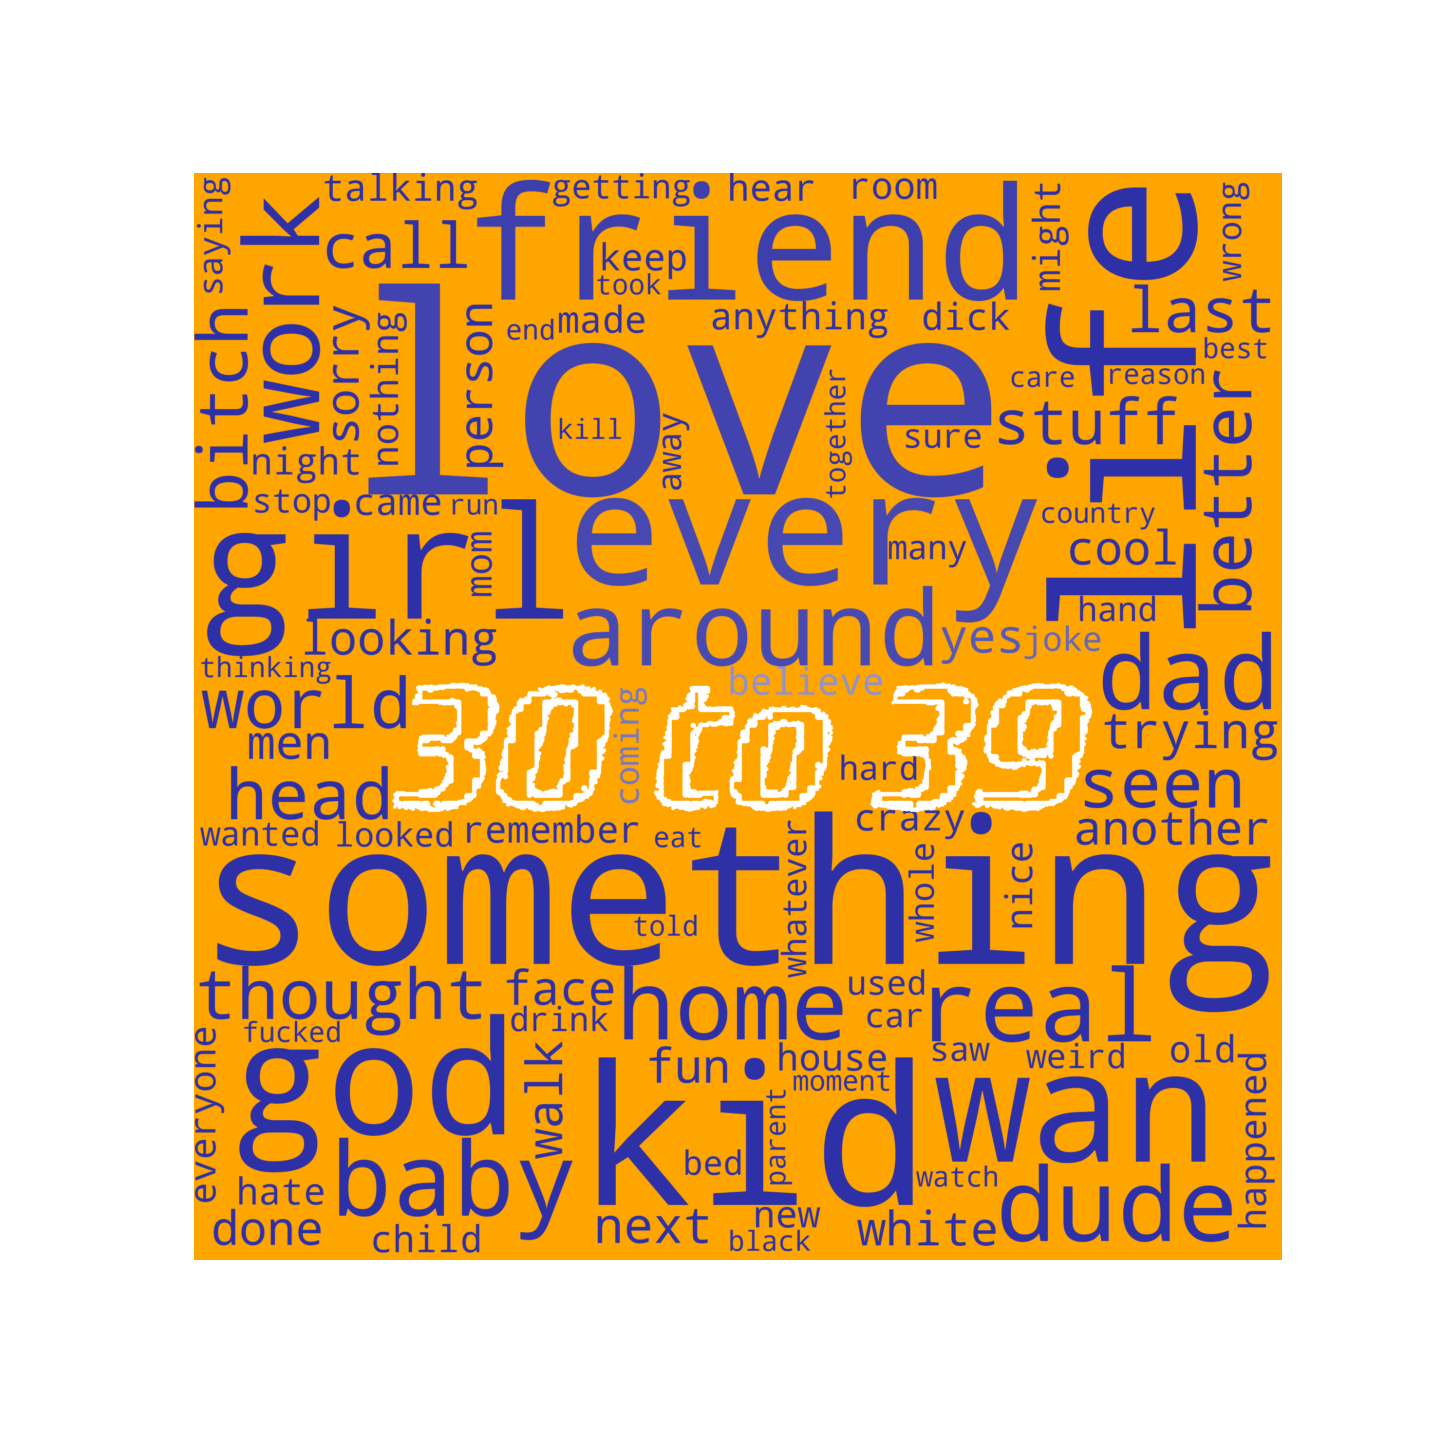 saying
talking
getting
hear
room
might
life
wrong
work
call
friend
keep
took
last
bitch
sorry
nothing
person
love
end
made
anything
dick
best
care
reason
better
kill
away
together
sure
stuff
night
stop
came
run
girl
every
many
country
cool
mom
hand
around
yes
joke
looking
thinking
believe
dad
world
men
30 to 39
coming
trying
head
hard
seen
wanted
looked
remember
eat
crazy
another
something
whatever
whole
nice
told
thought
face
drink
home
used
car
real
fucked
god
everyone
walk
fun
house
moment
saw
weird
old
happened
kid
wan
parent
bed
watch
baby
dude
hate
done
child
next
new
black
white